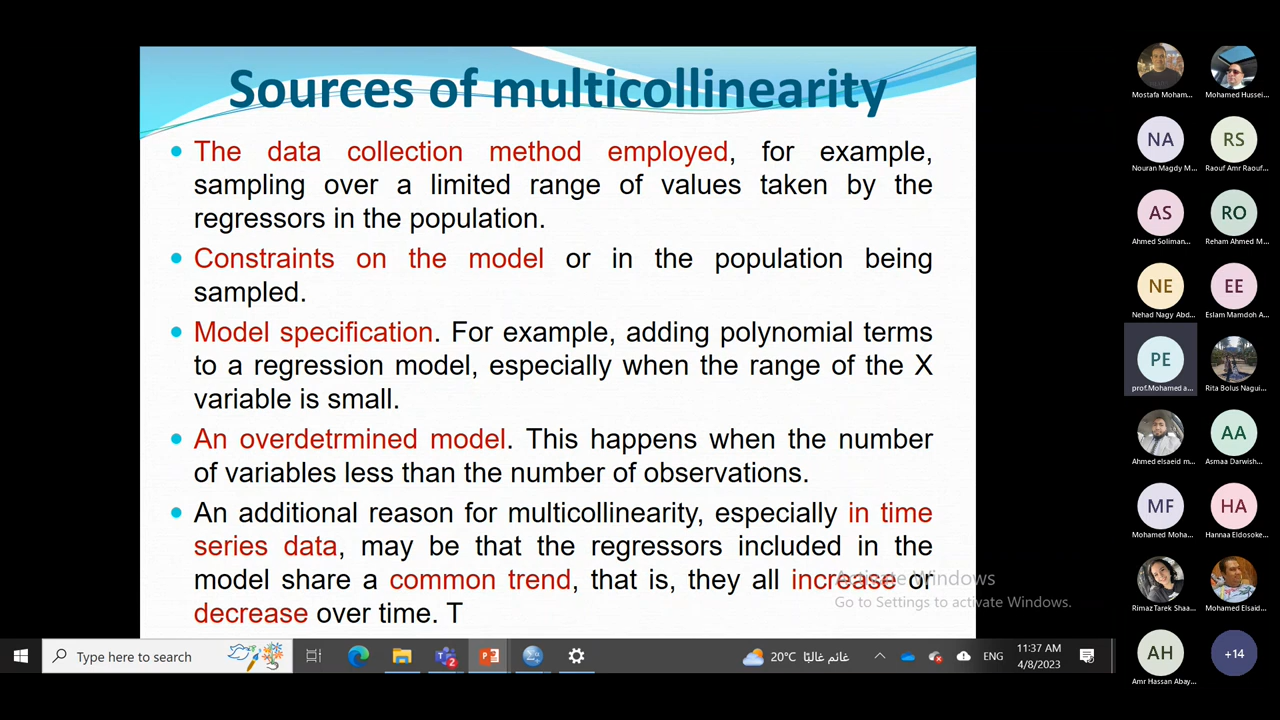 Sources of multicollinearity
• The data collection method employed, for example,
sampling over a limited range of values taken by the
regressors in the population.
• Constraints on the model or in the population being
sampled.
• Model specification. For example, adding polynomial terms
to a regression model, especially when the range of the X
variable is small.
• An overdetrmined model. This happens when the number
of variables less than the number of observations.
• An additional reason for multicollinearity, especially in time
series data, may be that the regressors included in the
model share a common trend, that is, they all increase or
decrease over time. T
Activate Windows
Go to Settings to activate Windows.
Type here to search
2
20°C غائم غالبًا
ENG
11:37 AM
4/8/2023
Mostafa Moham...
Mohamed Hussei...
NA
Nouran Magdy M...
RS
Raouf Amr Raouf...
AS
Ahmed Soliman...
RO
Reham Ahmed M...
NE
Nehad Nagy Abd...
EE
Eslam Mamdoh A...
PE
prof.Mohamed a...
Rita Bolus Nagui...
Ahmed elsaeid m...
AA
Asmaa Darwish...
MF
Mohamed Moha...
HA
Hannaa Eldosoke...
Rimaz Tarek Shaa...
Mohamed Elsaid...
AH
Amr Hassan Abay...
+14